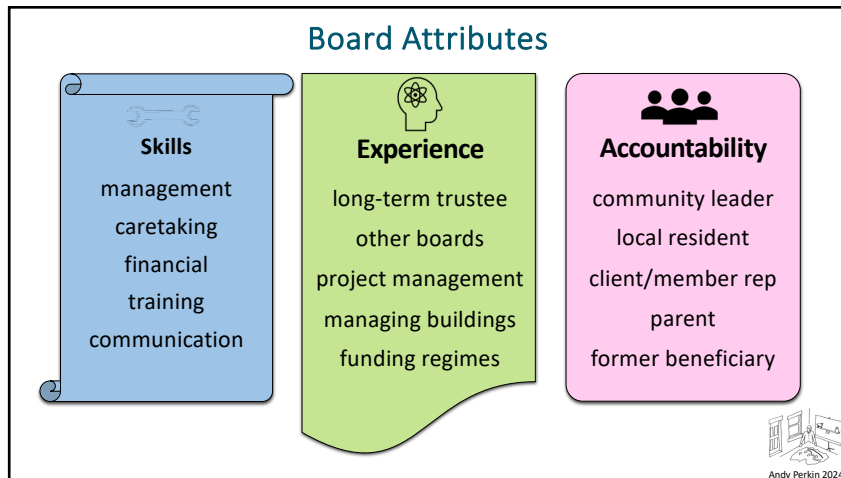 Board Attributes
Skills
management
caretaking
financial
training
communication
Experience
long-term trustee
other boards
project management
managing buildings
funding regimes
Accountability
community leader
local resident
client/member rep
parent
former beneficiary
Andy Perkin 2024